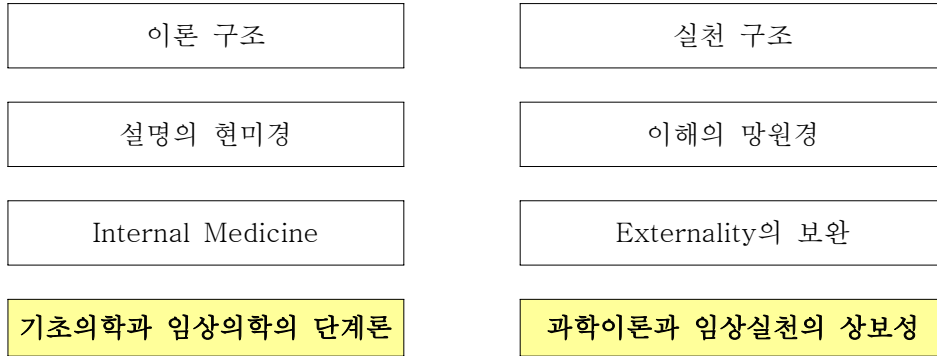 이론 구조
실천 구조
설명의 현미경
이해의 망원경
Internal Medicine
Externality의 보완
기초의학과 임상의학의 단계론
과학이론과 임상실천의 상보성